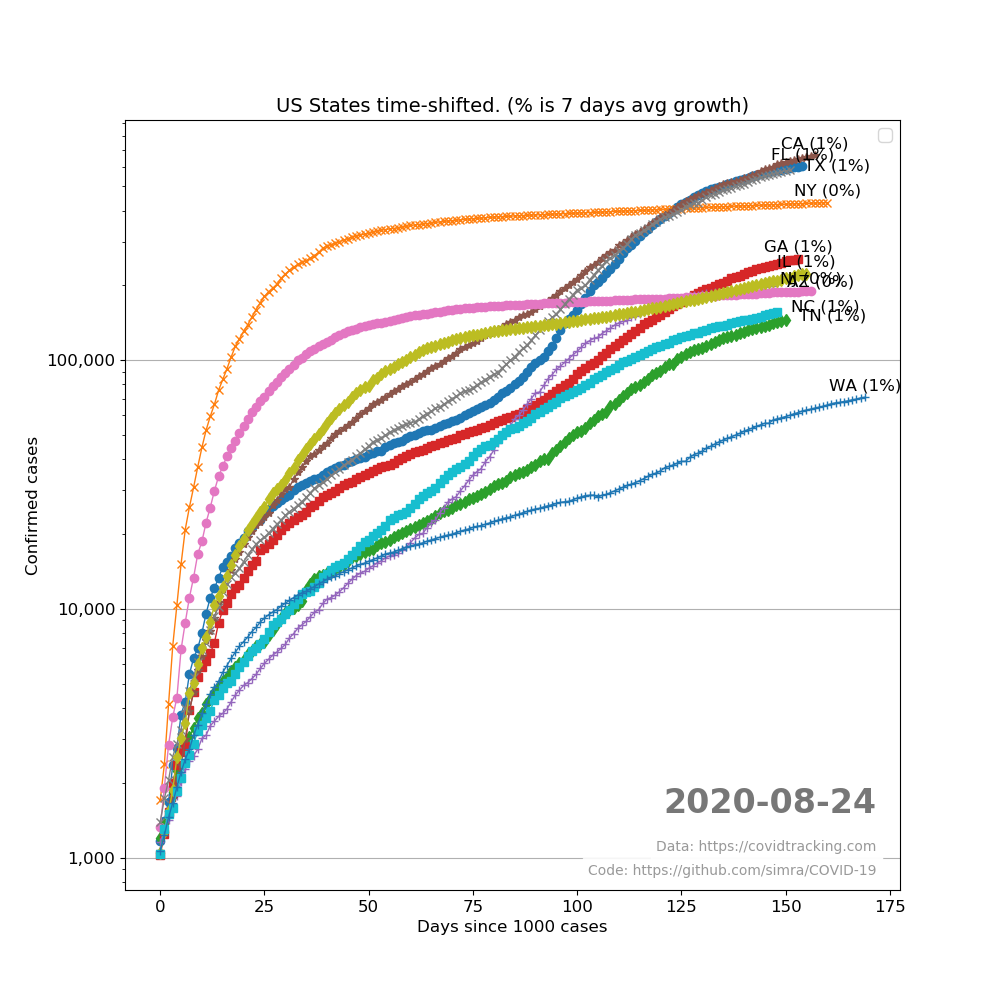 US States time-shifted. (% is 7 days avg growth)
CA (1%)
FL (1%)
TX (1%)
NY (0%)
GA (1%)
IL (1%)
NJ (0%)
AZ (0%)
NC (1%)
TN (1%)
WA (1%)
100,000
10,000
1,000
Confirmed cases
2020-08-24
Data: https://covidtracking.com
Code: https://github.com/simra/COVID-19
0 25 50 75 100 125 150 175
Days since 1000 cases